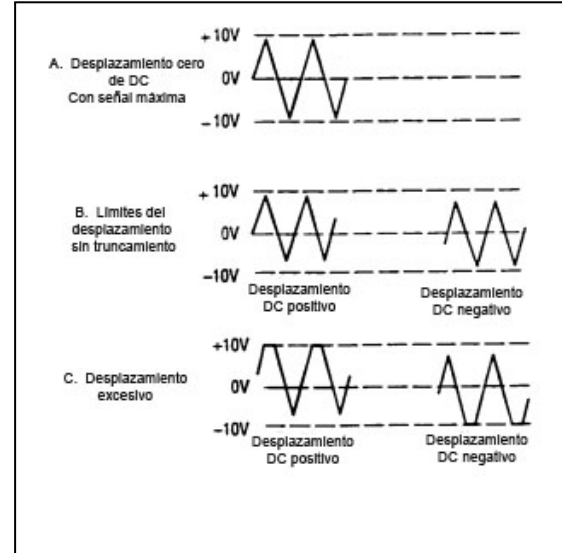 A. Desplazamiento cero
de DC
Con señal máxima
+10V
0V
−10V
B. Limites del
desplazamiento
sin truncamiento
+10V
0V
−10V
Desplazamiento
DC positivo
Desplazamiento
DC negativo
C. Desplazamiento
excesivo
+10V
0V
−10V
Desplazamiento
DC positivo
Desplazamiento
DC negativo